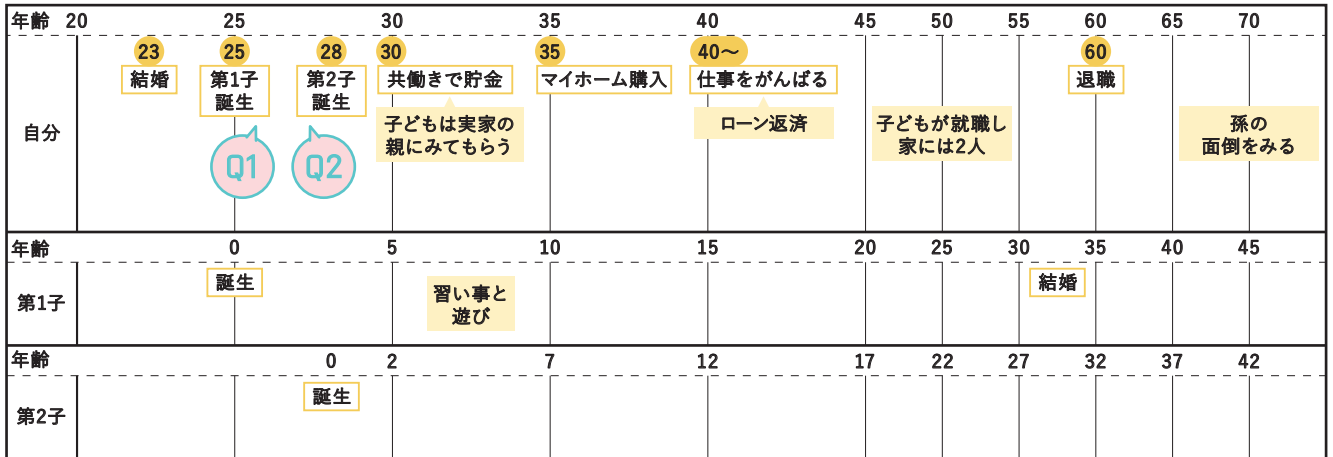 年齢 20 25 30 35 40 45 50 55 60 65 70
23 25 28 30 35 40〜 60
結婚 第1子 第2子 共働きで貯金 マイホーム購入 仕事をがんばる 退職
誕生 誕生
自分
子どもは実家の
親にみてもらう
ローン返済
子どもが就職し
家には2人
孫の
面倒をみる
Q1 Q2
年齢 0 5 10 15 20 25 30 35 40 45
第1子
誕生
習い事と
遊び
結婚
年齢 0 2 7 12 17 22 27 32 37 42
第2子
誕生